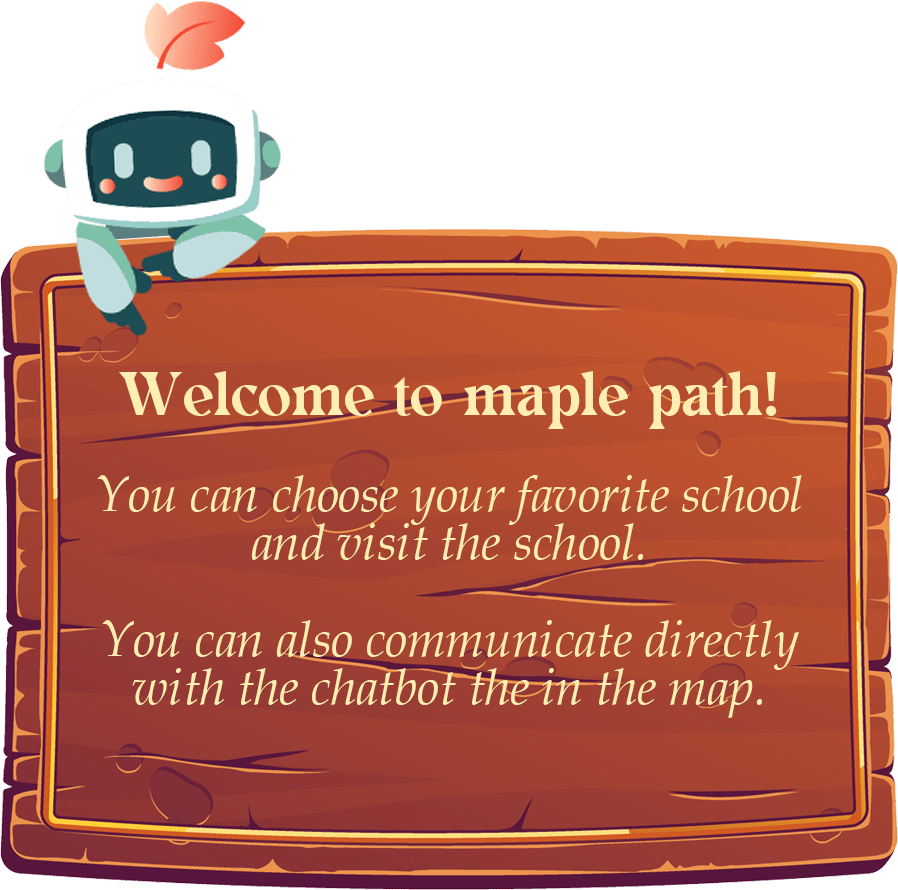 Welcome to maple path!
You can choose your favorite school
and visit the school.
You can also communicate directly
with the chatbot the in the map.